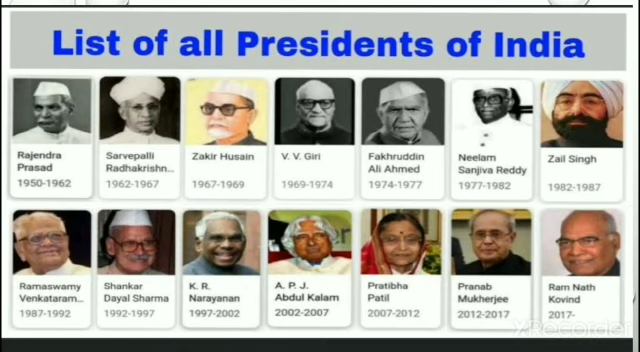 List of all Presidents of India
Rajendra
Prasad
1950-1962
Sarvepalli
Radhakrishn...
1962-1967
Zakir Husain
1967-1969
V. V. Giri
1969-1974
Fakhruddin
Ali Ahmed
1974-1977
Neelam
Sanjiva Reddy
1977-1982
Zail Singh
1982-1987
Ramaswamy
Venkataram...
1987-1992
Shankar
Dayal Sharma
1992-1997
K. R.
Narayanan
1997-2002
A. P. J.
Abdul Kalam
2002-2007
Pratibha
Patil
2007-2012
Pranab
Mukherjee
2012-2017
Ram Nath
Kovind
2017-
XRecorder